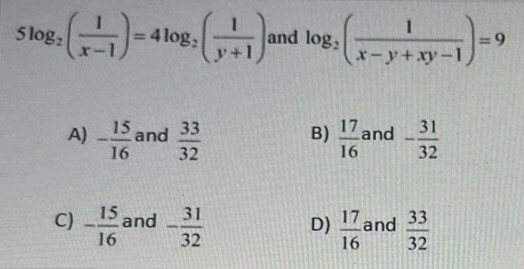 5log₂(1/(x−1)) = 4log₂(1/(y+1)) and log₂(1/(x−y+xy−1)) = 9
A) −15/16 and 33/32 B) 17/16 and −31/32
C) −15/16 and −31/32 D) 17/16 and 33/32